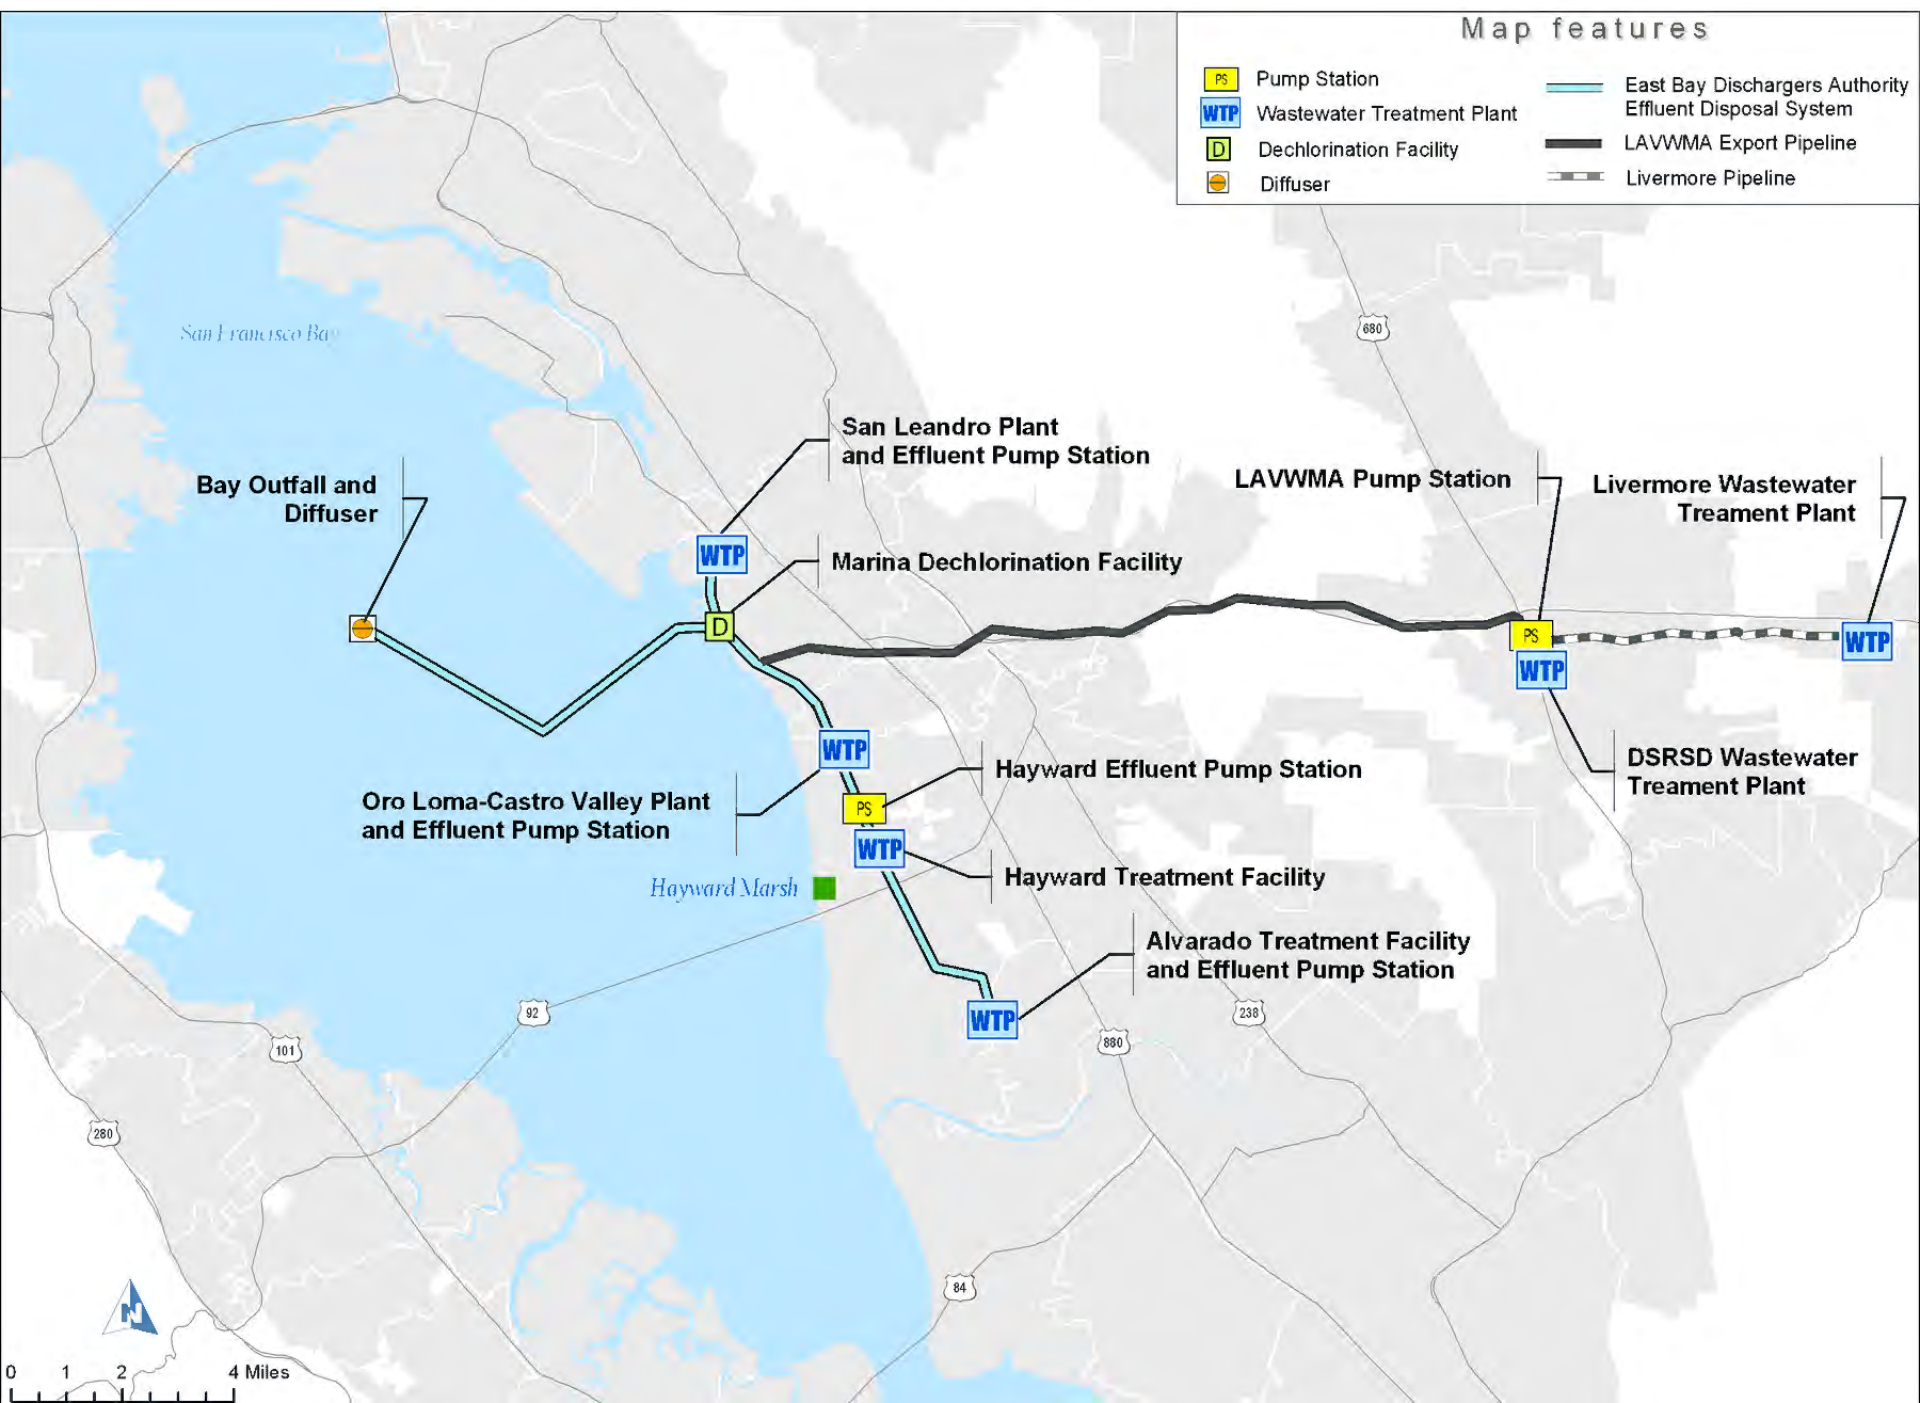 Map features
PS
Pump Station
WTP
Wastewater Treatment Plant
D
Dechlorination Facility
Diffuser
East Bay Dischargers Authority
Effluent Disposal System
LAVWMA Export Pipeline
Livermore Pipeline
San Francisco Bay
680
San Leandro Plant
and Effluent Pump Station
Bay Outfall and
Diffuser
LAVWMA Pump Station
Livermore Wastewater
Treament Plant
WTP
Marina Dechlorination Facility
D
PS
WTP
WTP
WTP
Hayward Effluent Pump Station
DSRSD Wastewater
Treament Plant
Oro Loma-Castro Valley Plant
and Effluent Pump Station
PS
WTP
Hayward Marsh
Hayward Treatment Facility
Alvarado Treatment Facility
and Effluent Pump Station
WTP
92
238
101
880
280
84
N
0 1 2 4 Miles